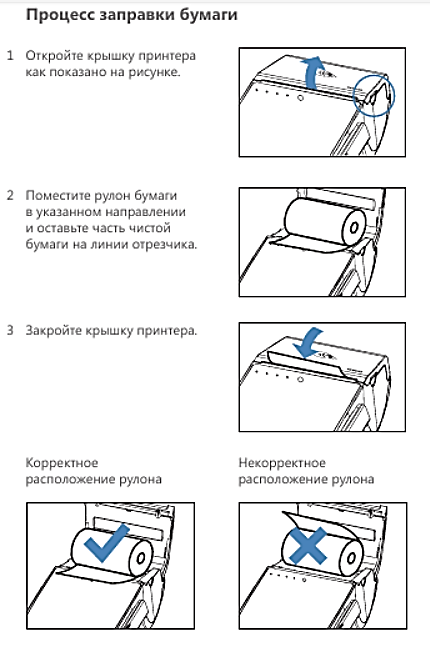 Процесс заправки бумаги
1 Откройте крышку принтера
как показано на рисунке.
2 Поместите рулон бумаги
в указанном направлении
и оставьте часть чистой
бумаги на линии отрезчика.
3 Закройте крышку принтера.
Корректное
расположение рулона
Некорректное
расположение рулона